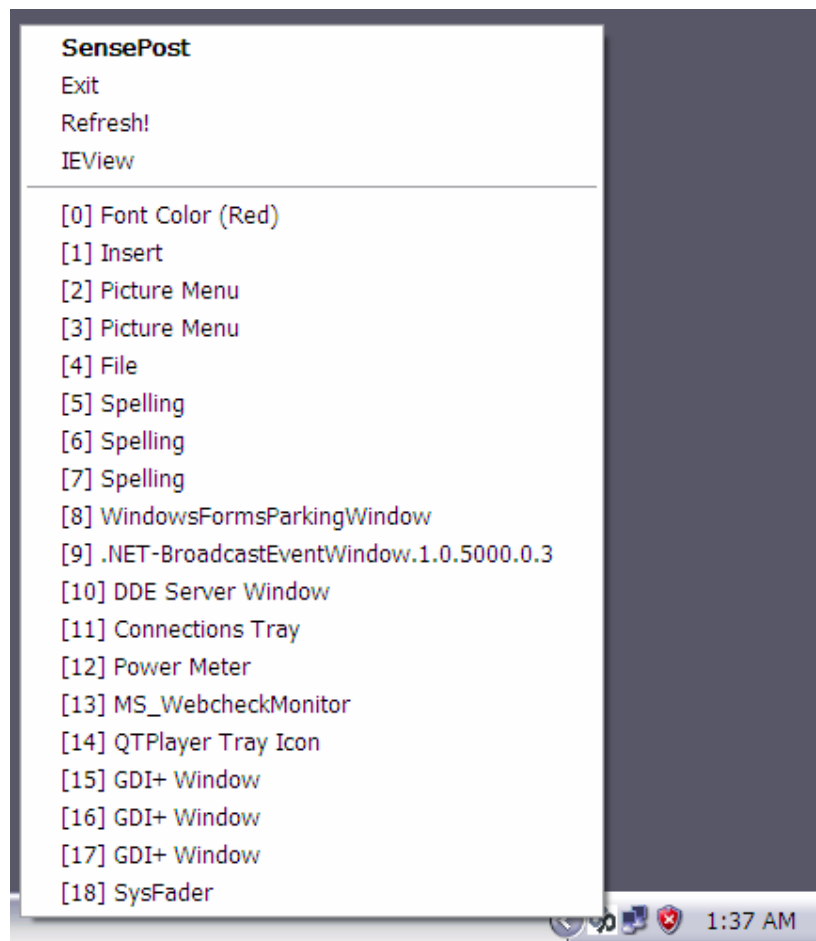 SensePost
Exit
Refresh!
IEView
[0] Font Color (Red)
[1] Insert
[2] Picture Menu
[3] Picture Menu
[4] File
[5] Spelling
[6] Spelling
[7] Spelling
[8] WindowsFormsParkingWindow
[9] .NET-BroadcastEventWindow.1.0.5000.0.3
[10] DDE Server Window
[11] Connections Tray
[12] Power Meter
[13] MS_WebcheckMonitor
[14] QTPlayer Tray Icon
[15] GDI+ Window
[16] GDI+ Window
[17] GDI+ Window
[18] SysFader
1:37 AM